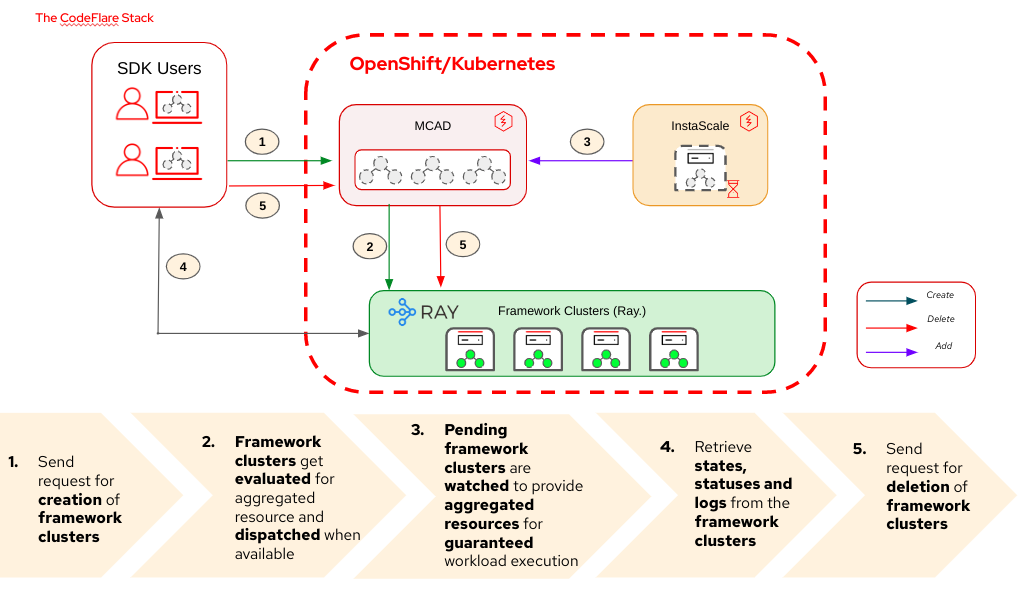 The CodeFlare Stack
SDK Users
OpenShift/Kubernetes
MCAD
InstaScale
1
3
5
2
5
4
RAY
Framework Clusters (Ray.)
Create
Delete
Add
1. Send
request for
creation of
framework
clusters
2. Framework
clusters get
evaluated for
aggregated
resource and
dispatched when
available
3. Pending
framework
clusters are
watched to provide
aggregated
resources for
guaranteed
workload execution
4. Retrieve
states,
statuses and
logs from the
framework
clusters
5. Send
request for
deletion of
framework
clusters